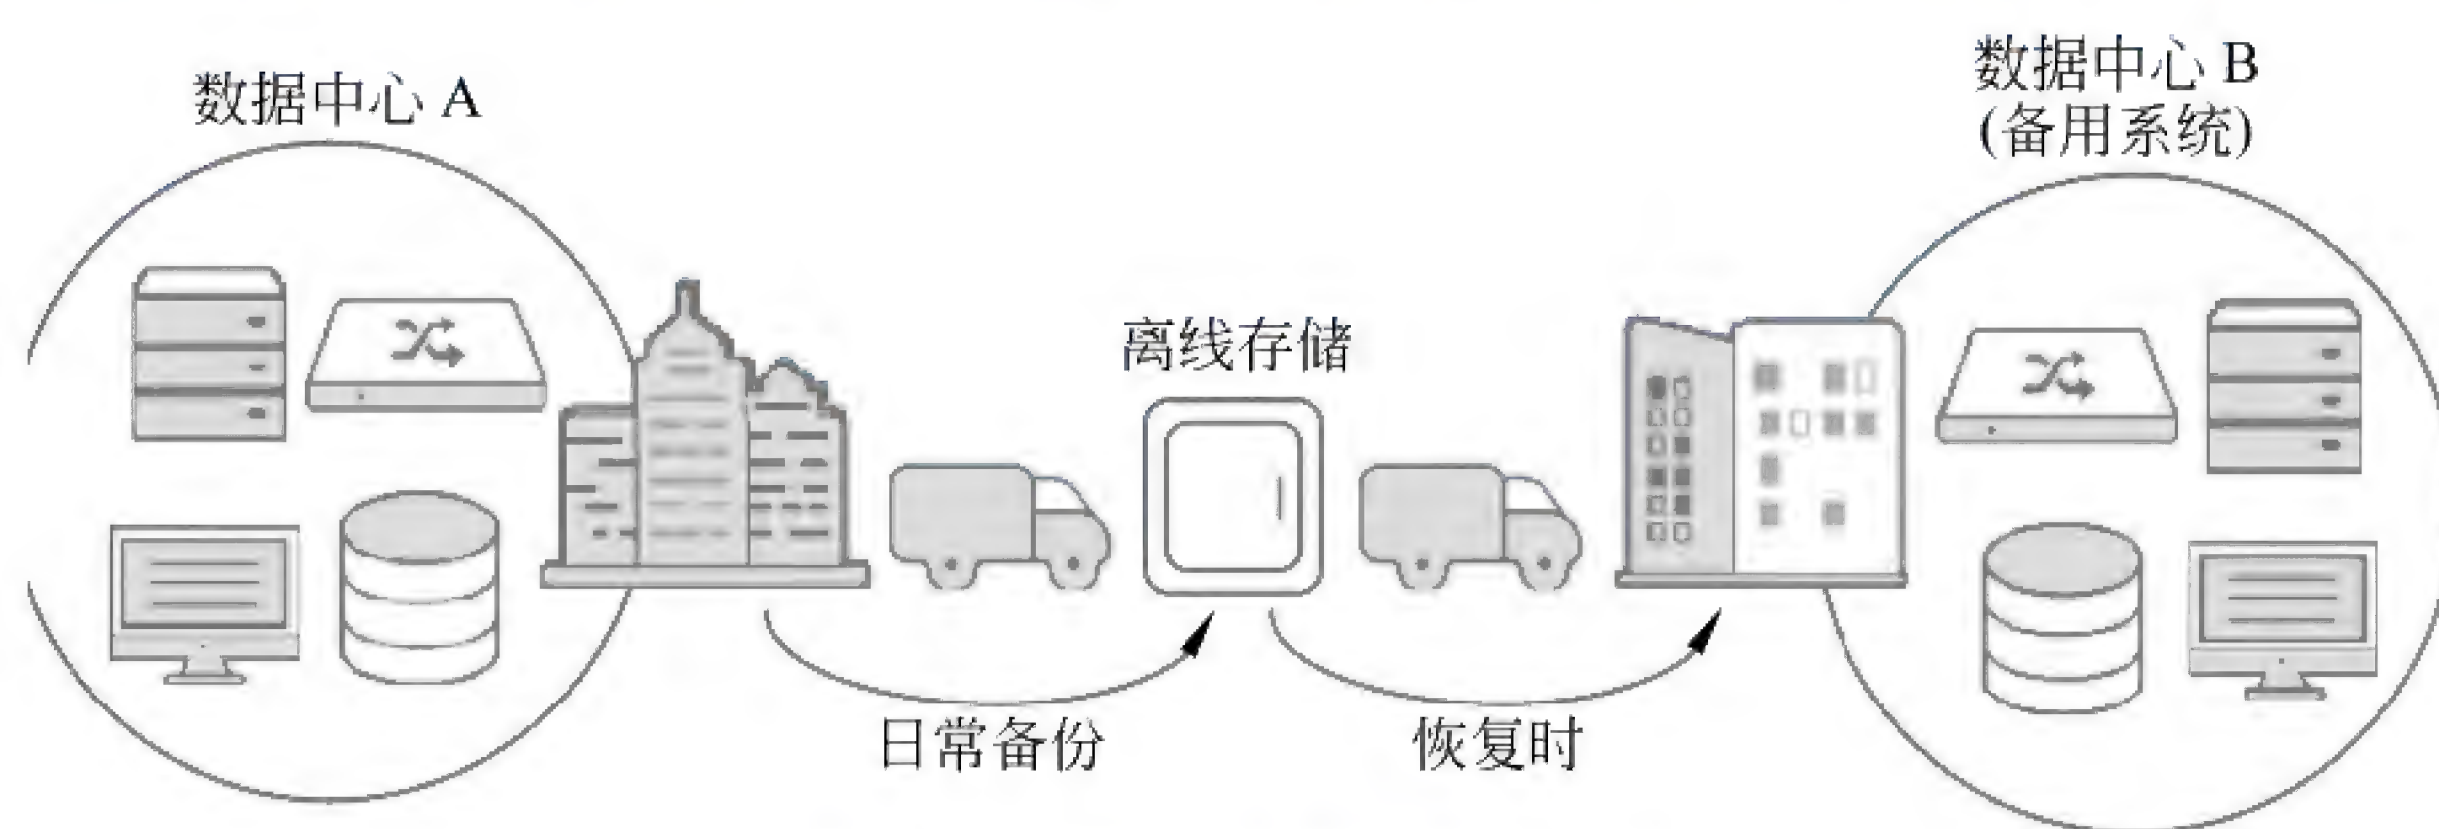 数据中心 A
数据中心 B
(备用系统)
离线存储
日常备份
恢复时